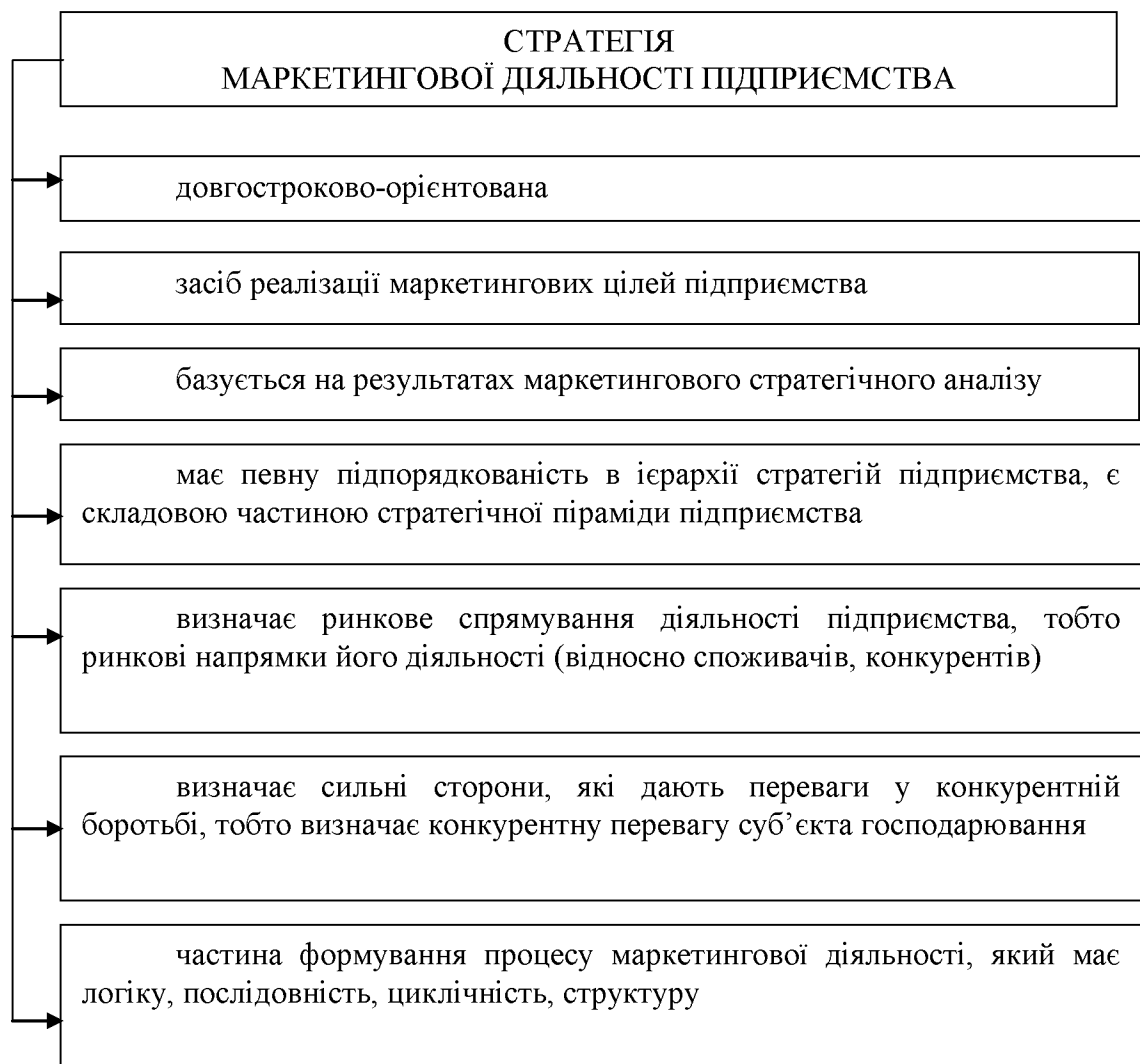 СТРАТЕГІЯ
МАРКЕТИНГОВОЇ ДІЯЛЬНОСТІ ПІДПРИЄМСТВА
довгостроково-орієнтована
засіб реалізації маркетингових цілей підприємства
базується на результатах маркетингового стратегічного аналізу
має певну підпорядкованість в ієрархії стратегій підприємства, є
складовою частиною стратегічної піраміди підприємства
визначає ринкове спрямування діяльності підприємства, тобто
ринкові напрямки його діяльності (відносно споживачів, конкурентів)
визначає сильні сторони, які дають переваги у конкурентній
боротьбі, тобто визначає конкурентну перевагу суб’єкта господарювання
частина формування процесу маркетингової діяльності, який має
логіку, послідовність, циклічність, структуру